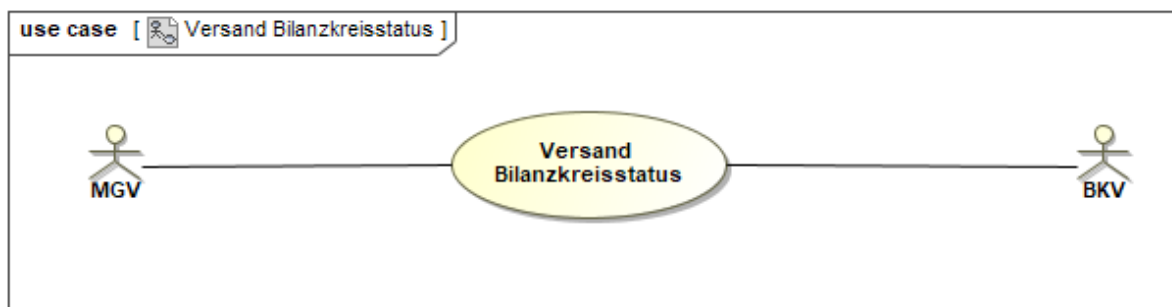 use case [ Versand Bilanzkreisstatus ]
Versand
Bilanzkreisstatus
MGV
BKV